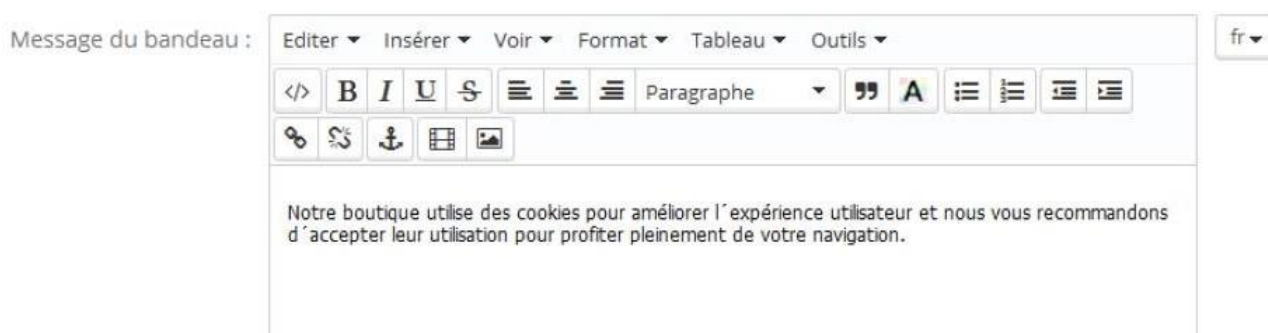 Message du bandeau :
Editer Insérer Voir Format Tableau Outils
fr
</> B I U S Paragraphe A
Notre boutique utilise des cookies pour améliorer l´expérience utilisateur et nous vous recommandons
d´accepter leur utilisation pour profiter pleinement de votre navigation.